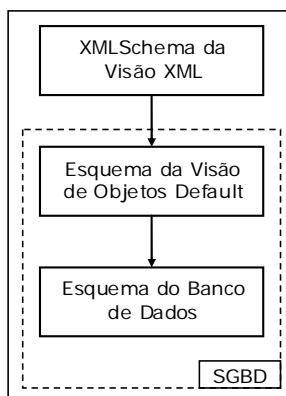 XMLSchema da
Visão XML
Esquema da Visão
de Objetos Default
Esquema do Banco
de Dados
SGBD